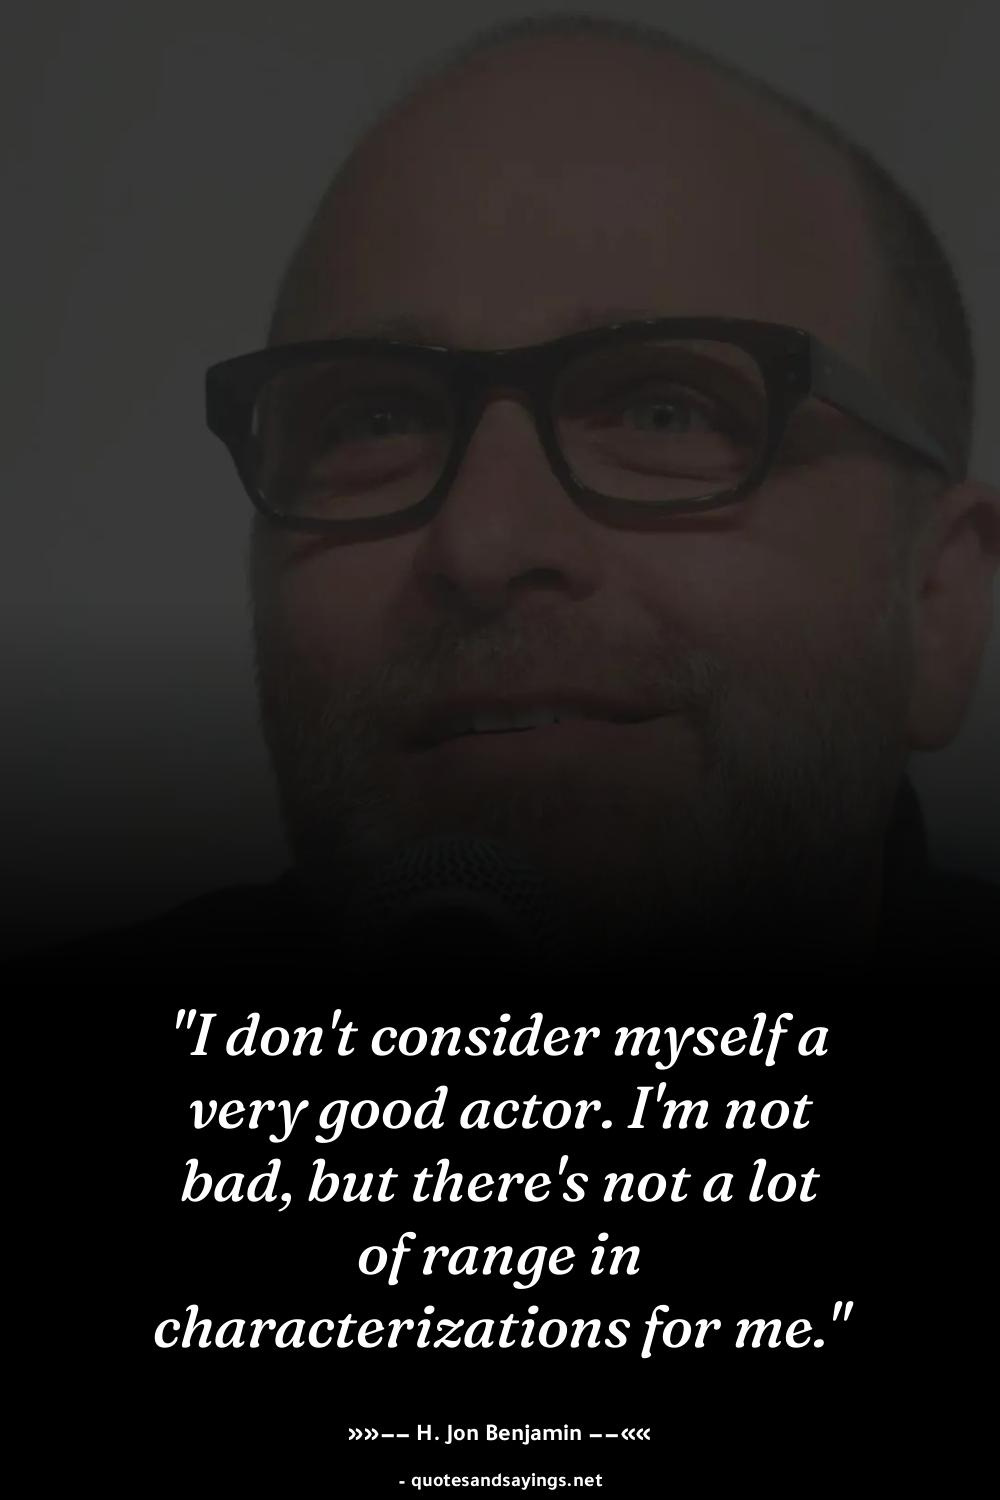 "I don't consider myself a
very good actor. I'm not
bad, but there's not a lot
of range in
characterizations for me."
»»−− H. Jon Benjamin −−««
- quotesandsayings.net